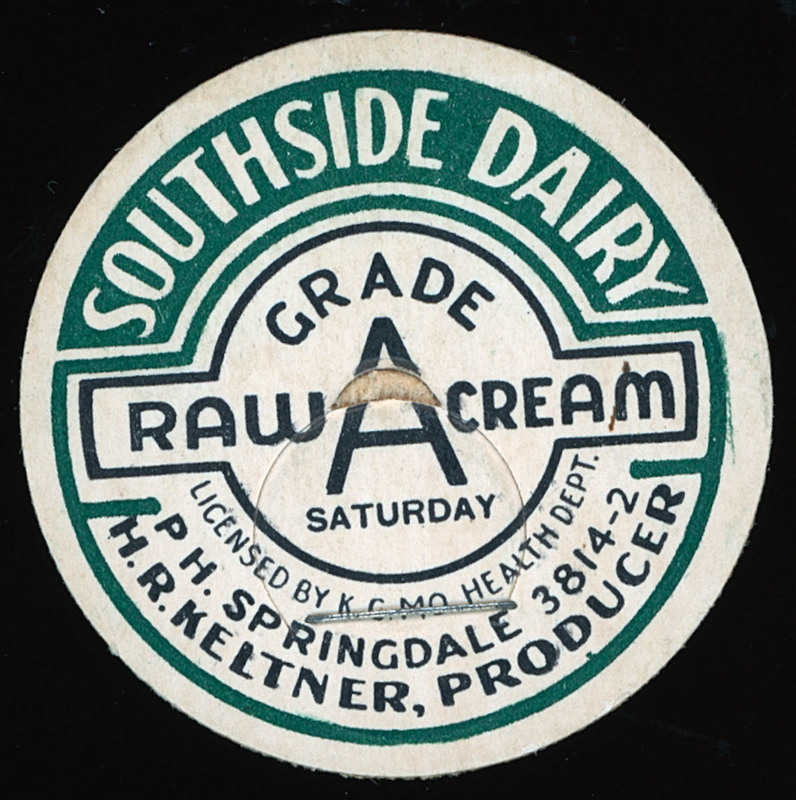 SOUTHSIDE DAIRY
GRADE
A
RAW CREAM
SATURDAY
LICENSED BY K.C.MO. HEALTH DEPT.
PH. SPRINGDALE 3814-2
H.R. KELTNER, PRODUCER